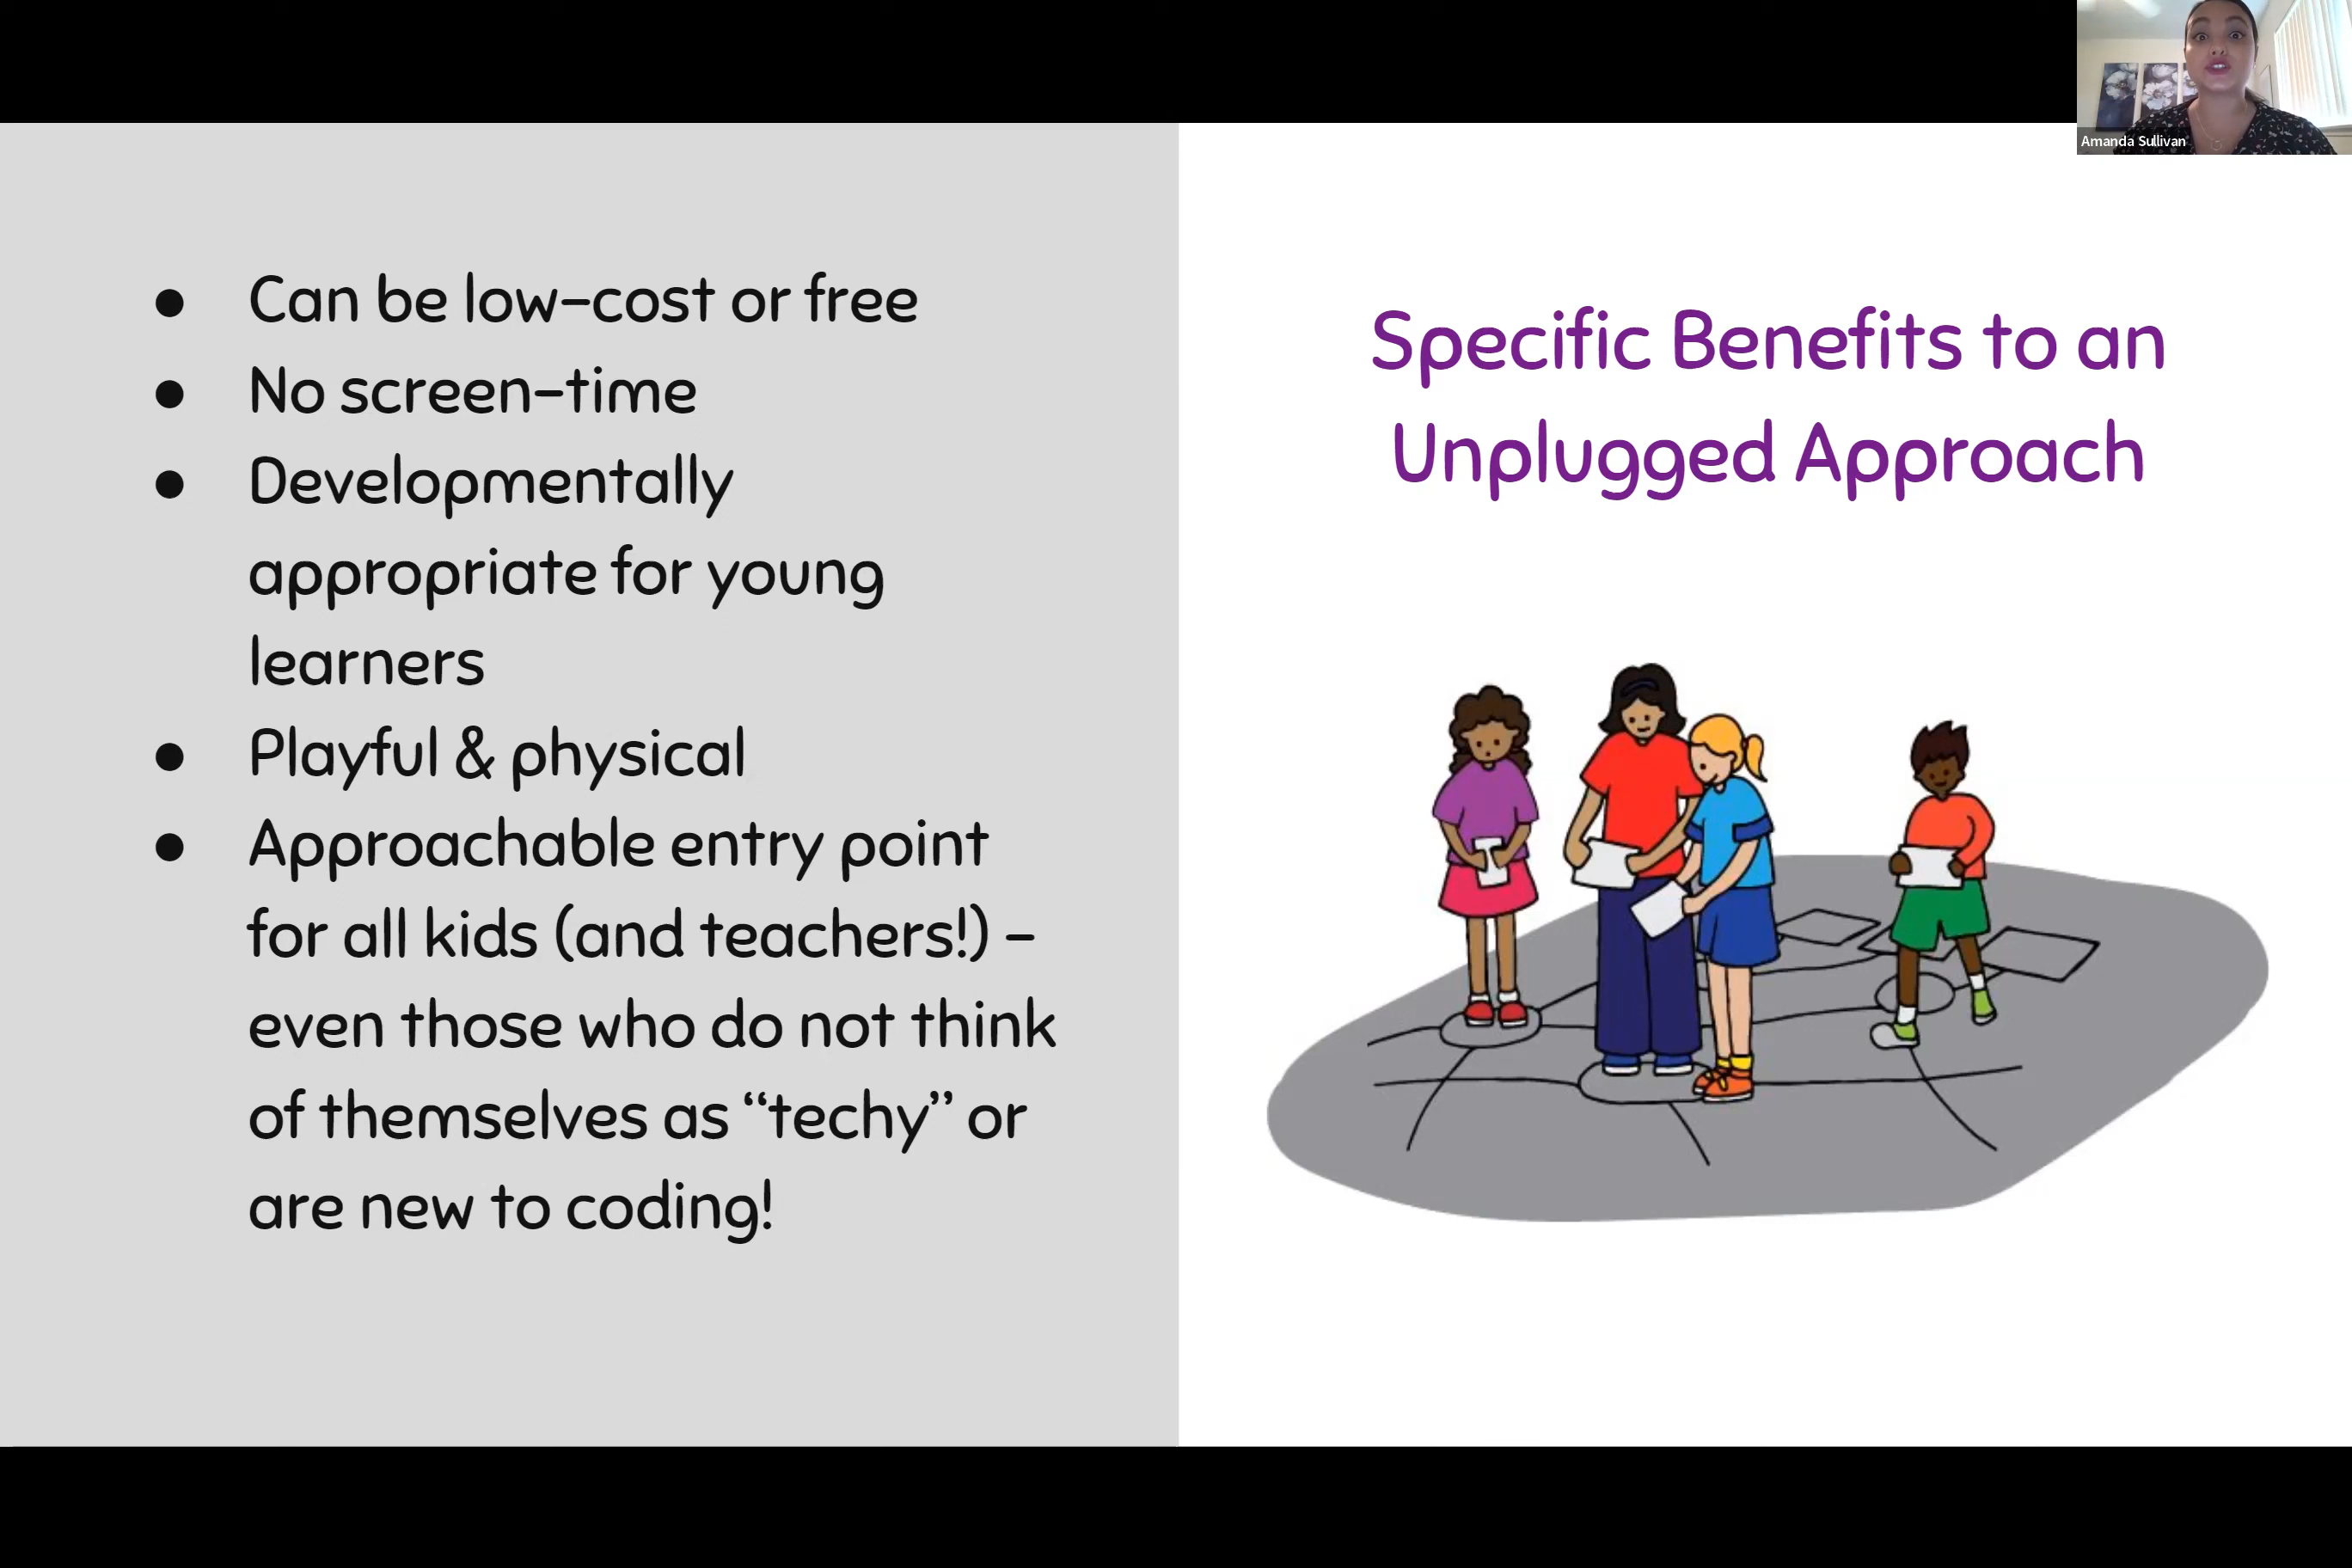 Amanda Sullivan
● Can be low-cost or free
● No screen-time
● Developmentally
appropriate for young
learners
● Playful & physical
● Approachable entry point
for all kids (and teachers!) -
even those who do not think
of themselves as “techy” or
are new to coding!
Specific Benefits to an
Unplugged Approach